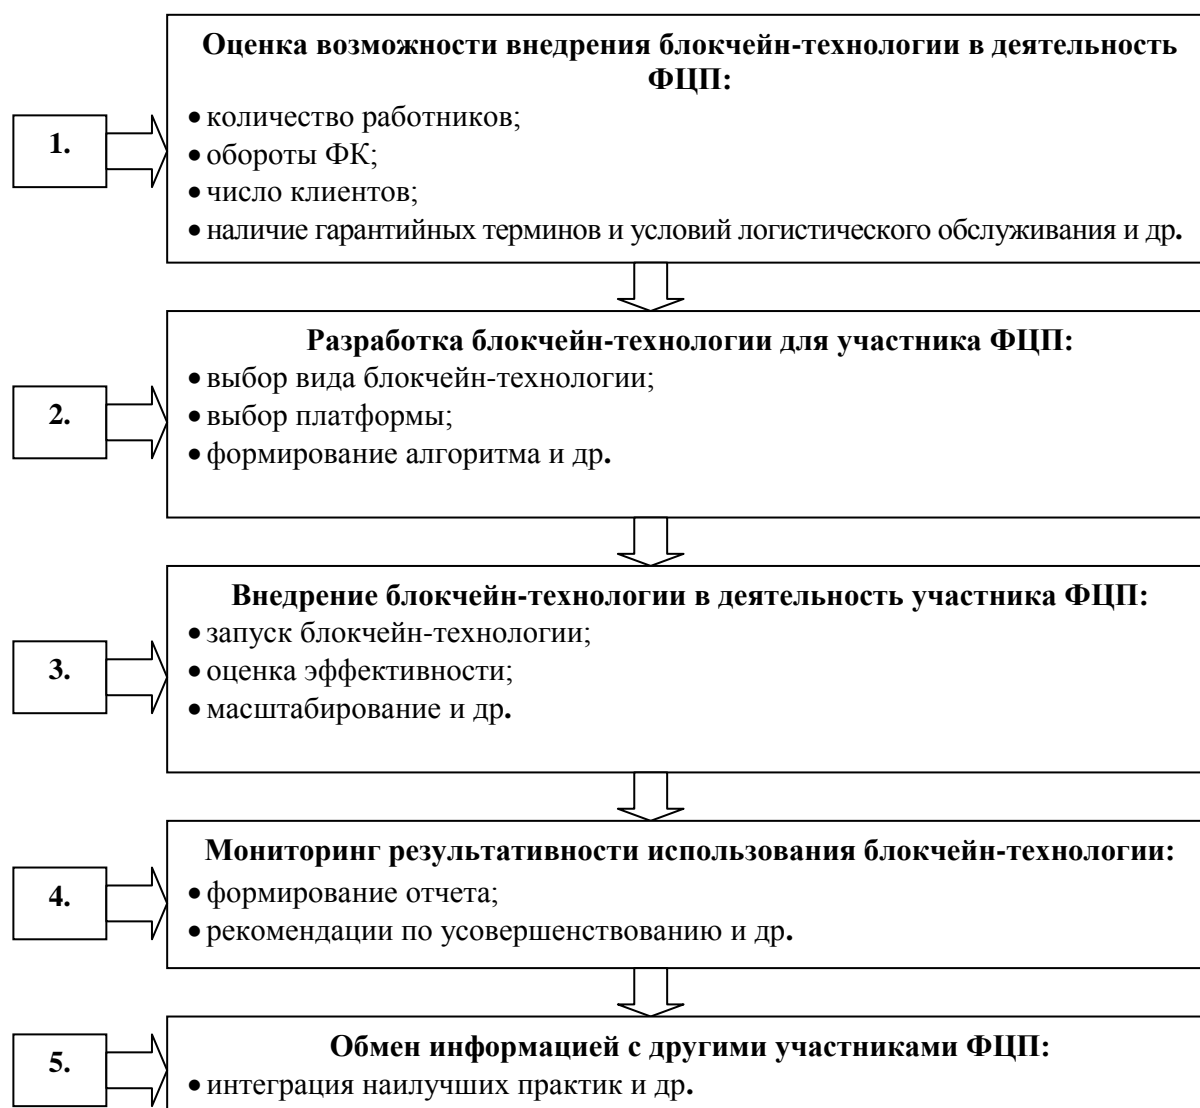 Оценка возможности внедрения блокчейн-технологии в деятельность
ФЦП:
1.
• количество работников;
• обороты ФК;
• число клиентов;
• наличие гарантийных терминов и условий логистического обслуживания и др.
Разработка блокчейн-технологии для участника ФЦП:
2.
• выбор вида блокчейн-технологии;
• выбор платформы;
• формирование алгоритма и др.
Внедрение блокчейн-технологии в деятельность участника ФЦП:
3.
• запуск блокчейн-технологии;
• оценка эффективности;
• масштабирование и др.
Мониторинг результативности использования блокчейн-технологии:
4.
• формирование отчета;
• рекомендации по усовершенствованию и др.
Обмен информацией с другими участниками ФЦП:
5.
• интеграция наилучших практик и др.